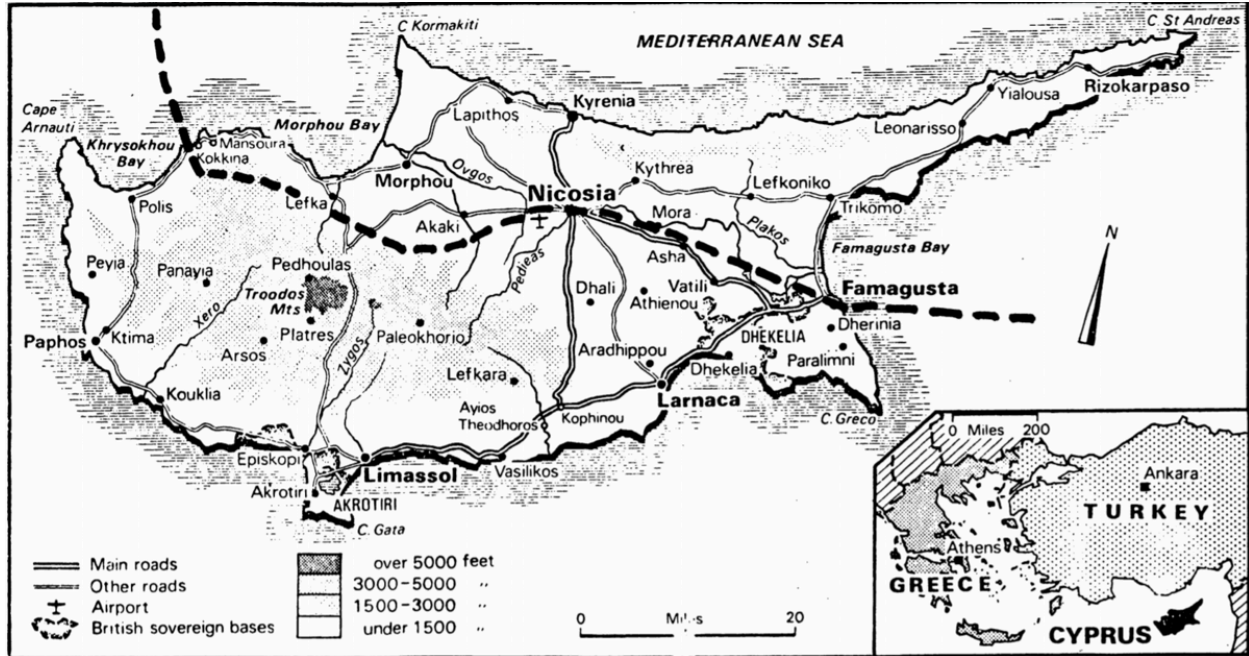 C. St Andreas
C Kormakiti
MEDITERRANEAN SEA
Rizokarpaso
Yialousa
Kyrenia
Lapithos
Leonarisso
Cape
Arnauti
Morphou Bay
Khrysokhou
Bay
Mansoura
Kokkina
Ovgos
Kythrea
Morphou
Lefkoniko
Nicosia
Lefka
Polis
Trikomo
Akaki
Mora
Plakos
Famagusta Bay
N
Asha
Pedieas
Peyia
Panayia
Pedhoulas
Vatili
Famagusta
Dhali
Athienou
Troodos
Mts
Xero
Platres
Paleokhorio
Dherinia
DHEKELIA
Paphos
Ktima
Arsos
Zygos
Aradhippou
Dhekelia
Paralimni
Lefkara
Larnaca
Kouklia
Ayios
Theodhoros
Kophinou
C. Greco
Episkopi
Limassol
Vasilikos
Akrotiri
AKROTIRI
C. Gata
Main roads
Other roads
Airport
British sovereign bases
over 5000 feet
3000-5000 "
1500-3000 "
under 1500 "
0 Miles 20
0 Miles 200
Ankara
TURKEY
Athens
GREECE
CYPRUS